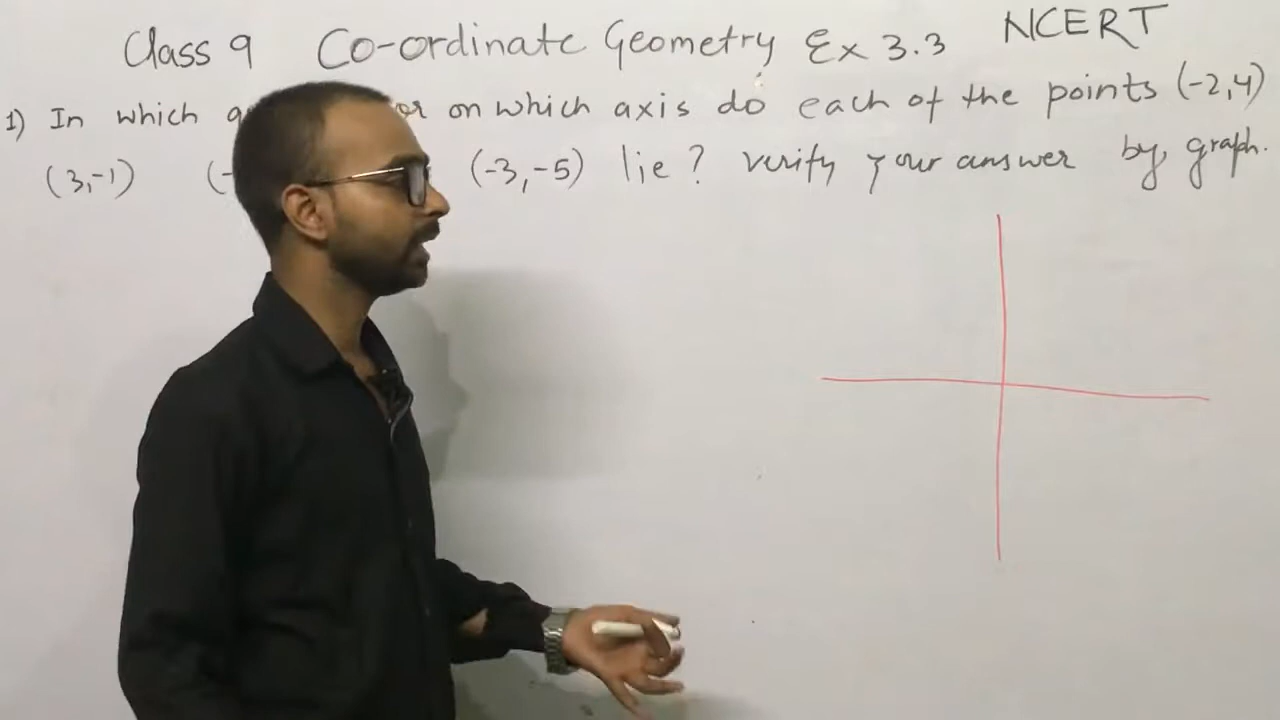 Class 9 Co-ordinate Geometry Ex 3.3 NCERT
1) In which or on which axis do each of the points (-2,4)
(3,-1) (-3,-5) lie? verify your answer by graph.